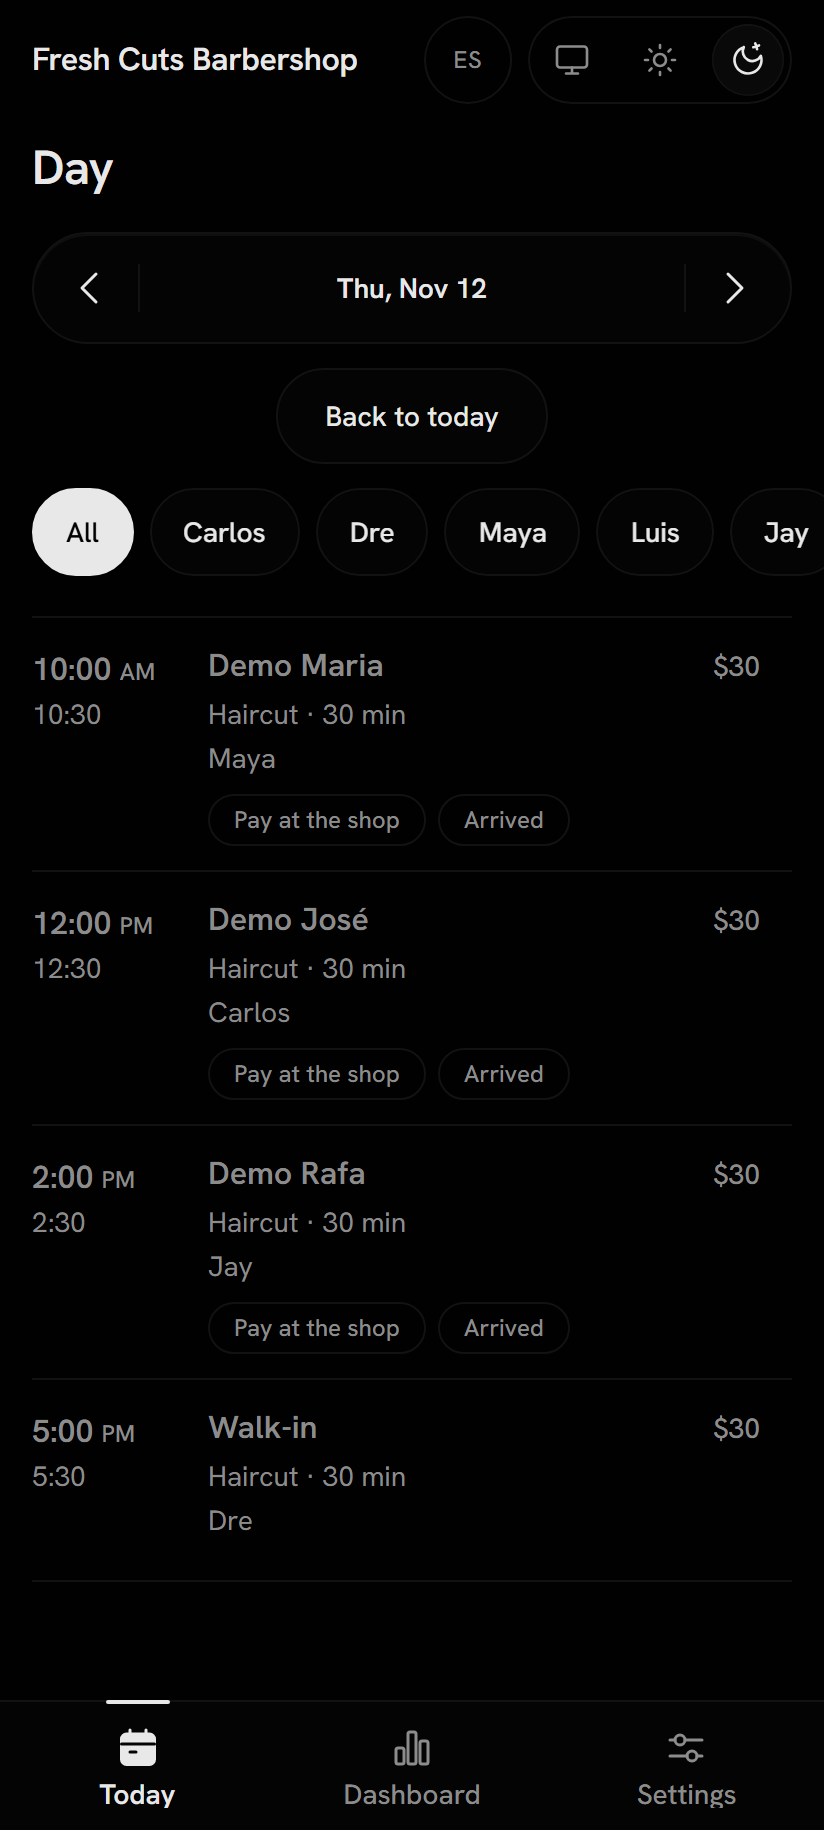 Fresh Cuts Barbershop ES
Day
Thu, Nov 12
Back to today
All Carlos Dre Maya Luis Jay
10:00 AM Demo Maria $30
10:30 Haircut · 30 min
Maya
Pay at the shop Arrived
12:00 PM Demo José $30
12:30 Haircut · 30 min
Carlos
Pay at the shop Arrived
2:00 PM Demo Rafa $30
2:30 Haircut · 30 min
Jay
Pay at the shop Arrived
5:00 PM Walk-in $30
5:30 Haircut · 30 min
Dre
Today Dashboard Settings